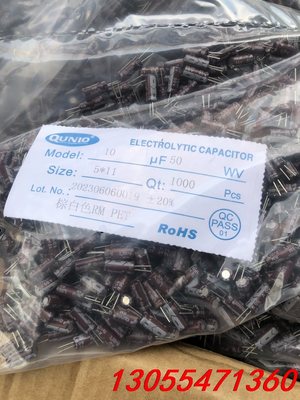 QUNIO
ELECTROLYTIC CAPACITOR
Model: 10 μF 50 WV
Size: 5*11 Qt: 1000 Pcs
Lot No.: ±20%
棕白色RM PET
RoHS
QC
PASS
01
13055471360